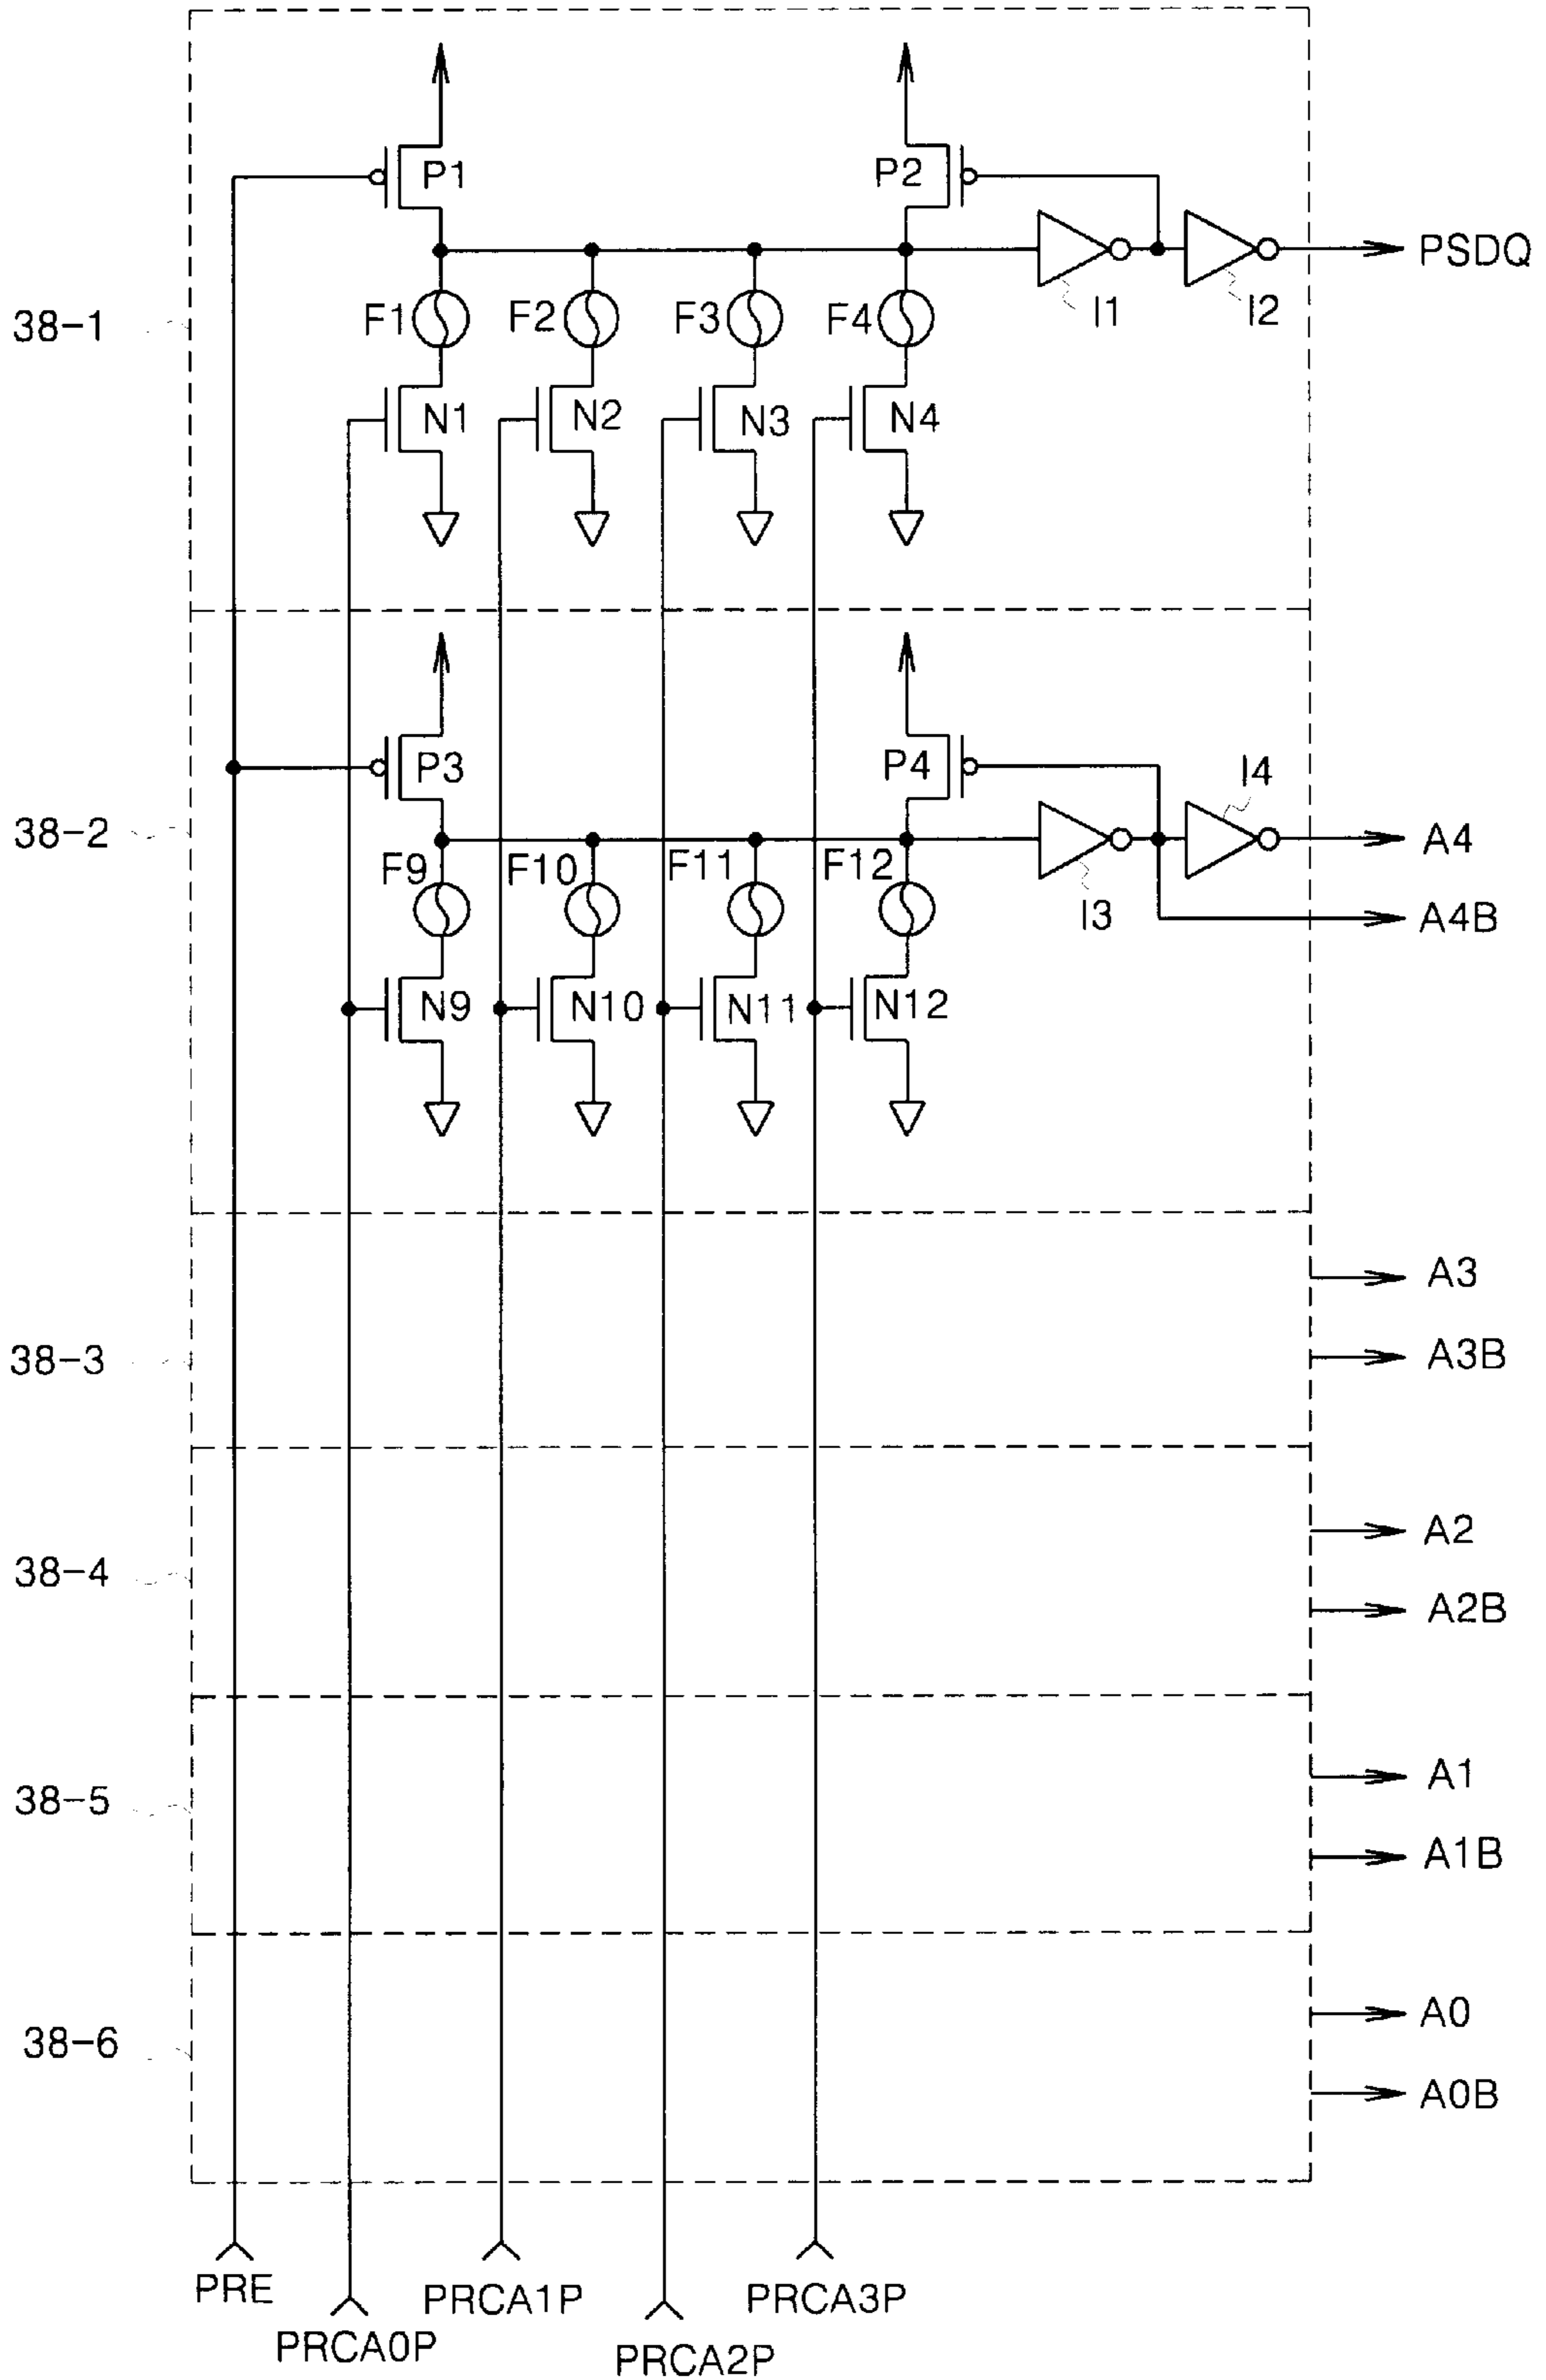 P1
P2
PSDQ
I1
I2
38-1
F1
F2
F3
F4
N1
N2
N3
N4
P3
P4
I4
38-2
A4
F9
F10
F11
F12
I3
A4B
N9
N10
N11
N12
A3
38-3
A3B
A2
38-4
A2B
A1
38-5
A1B
A0
38-6
A0B
PRE
PRCA1P
PRCA3P
PRCA0P
PRCA2P